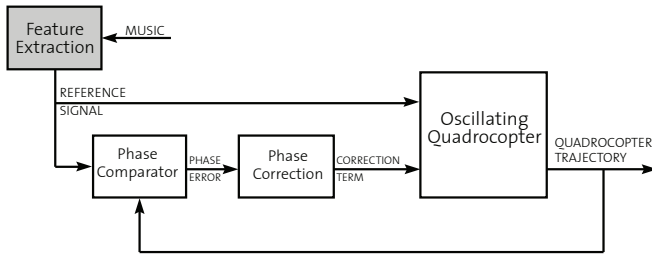 Feature
Extraction
MUSIC
REFERENCE
SIGNAL
Phase
Comparator
PHASE
ERROR
Phase
Correction
CORRECTION
TERM
Oscillating
Quadrocopter
QUADROCOPTER
TRAJECTORY